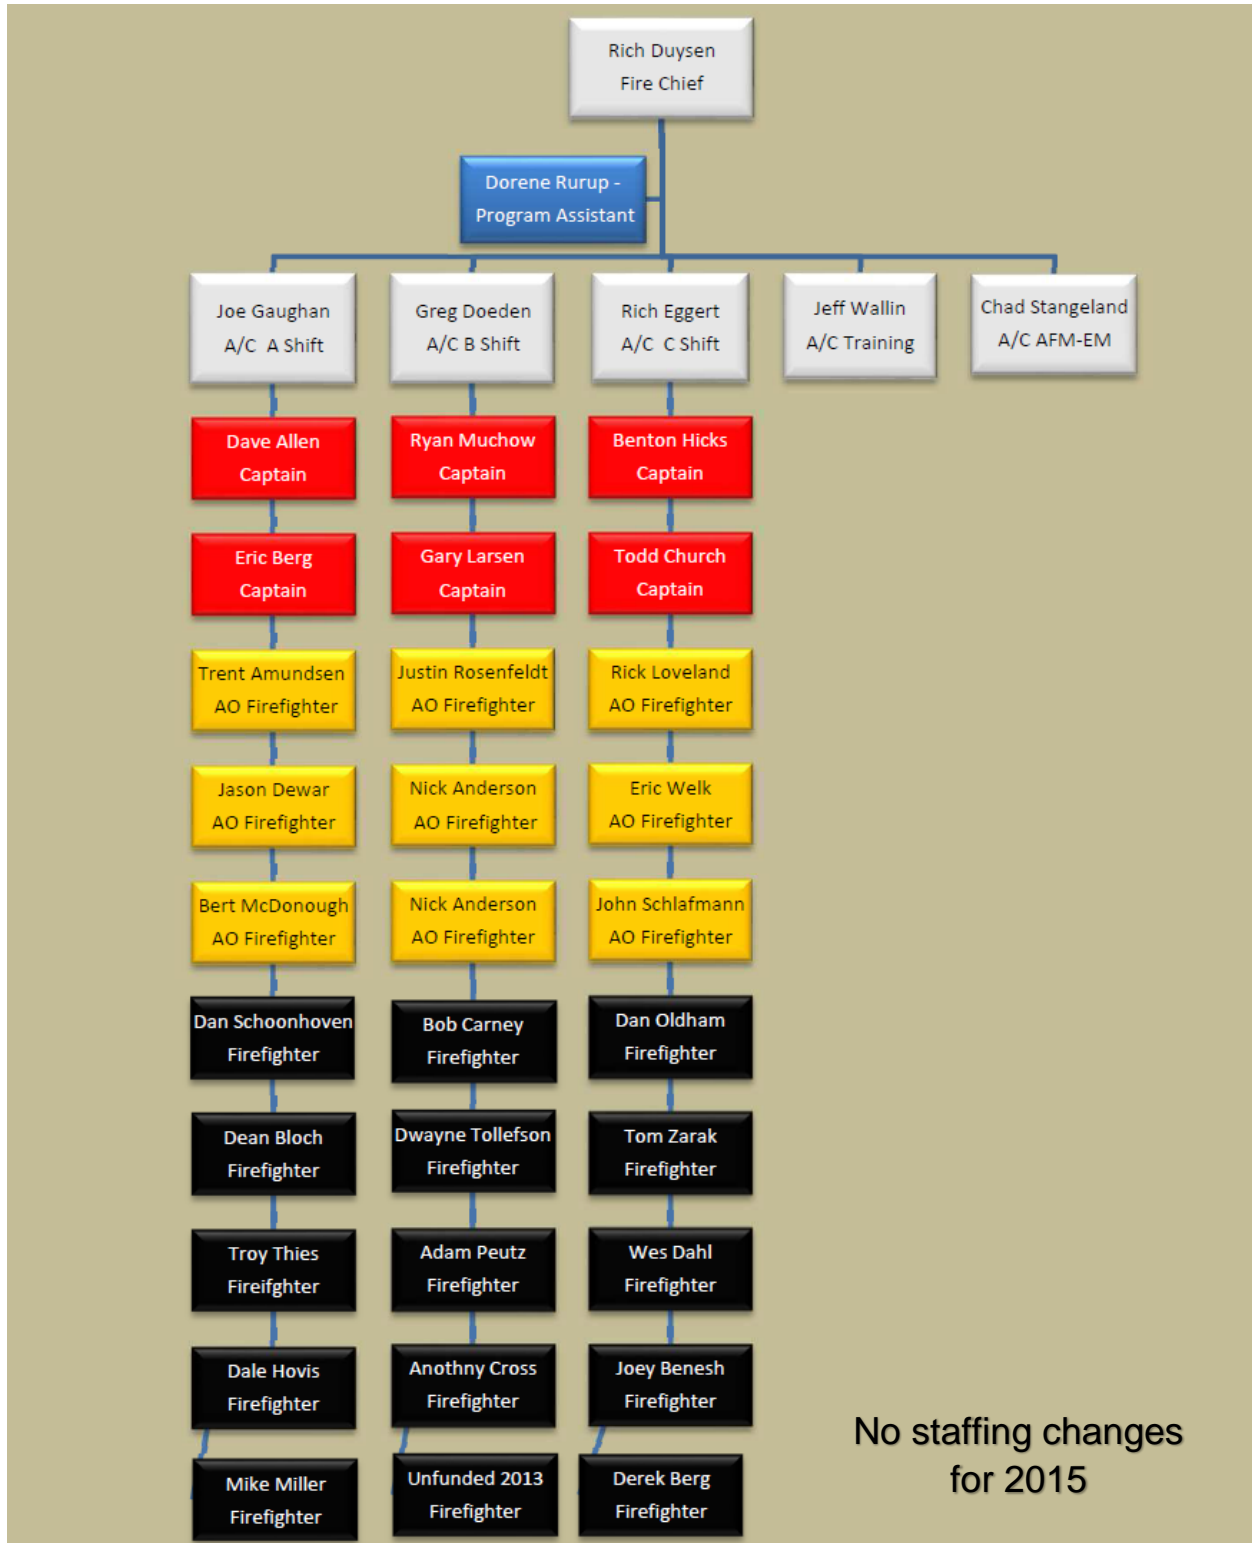 Rich Duysen
Fire Chief
Dorene Rurup -
Program Assistant
Joe Gaughan
A/C  A Shift
Greg Doeden
A/C B Shift
Rich Eggert
A/C  C Shift
Jeff Wallin
A/C Training
Chad Stangeland
A/C AFM-EM
Dave Allen
Captain
Ryan Muchow
Captain
Benton Hicks
Captain
Eric Berg
Captain
Gary Larsen
Captain
Todd Church
Captain
Trent Amundsen
AO Firefighter
Justin Rosenfeldt
AO Firefighter
Rick Loveland
AO Firefighter
Jason Dewar
AO Firefighter
Nick Anderson
AO Firefighter
Eric Welk
AO Firefighter
Bert McDonough
AO Firefighter
Nick Anderson
AO Firefighter
John Schlafmann
AO Firefighter
Dan Schoonhoven
Firefighter
Bob Carney
Firefighter
Dan Oldham
Firefighter
Dean Bloch
Firefighter
Dwayne Tollefson
Firefighter
Tom Zarak
Firefighter
Troy Thies
Fireifghter
Adam Peutz
Firefighter
Wes Dahl
Firefighter
Dale Hovis
Firefighter
Anothny Cross
Firefighter
Joey Benesh
Firefighter
Mike Miller
Firefighter
Unfunded 2013
Firefighter
Derek Berg
Firefighter
No staffing changes
for 2015